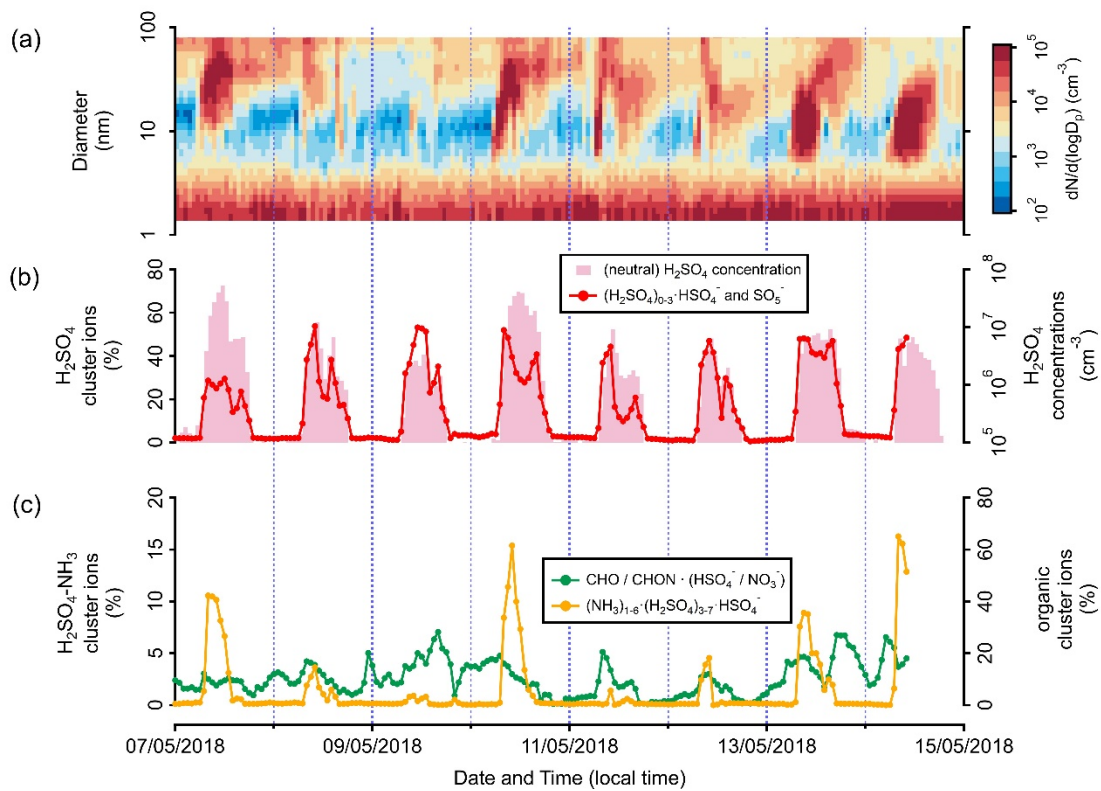 (a)
100
10
1
Diameter
(nm)
10^5
10^4
10^3
10^2
dN/d(logDₚ) (cm⁻³)
(b)
80
60
40
20
0
H₂SO₄
cluster ions
(%)
(neutral) H₂SO₄ concentration
(H₂SO₄)₀₋₃·HSO₄⁻ and SO₅⁻
10^8
10^7
10^6
10^5
H₂SO₄
concentrations
(cm⁻³)
(c)
20
15
10
5
0
H₂SO₄-NH₃
cluster ions
(%)
CHO / CHON · (HSO₄⁻ / NO₃⁻)
(NH₃)₁₋₆·(H₂SO₄)₃₋₇·HSO₄⁻
80
60
40
20
0
organic
cluster ions
(%)
07/05/2018 09/05/2018 11/05/2018 13/05/2018 15/05/2018
Date and Time (local time)